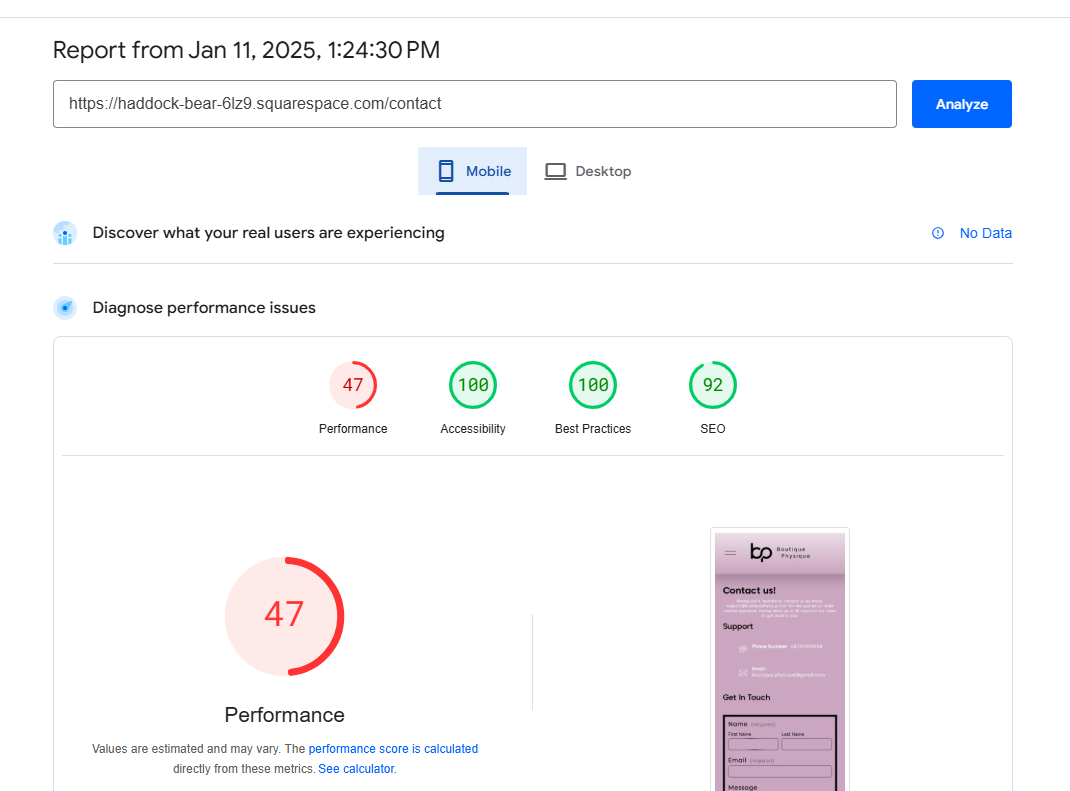 Report from Jan 11, 2025, 1:24:30 PM
https://haddock-bear-6lz9.squarespace.com/contact
Analyze
Mobile
Desktop
Discover what your real users are experiencing
No Data
Diagnose performance issues
47
100
100
92
Performance
Accessibility
Best Practices
SEO
47
Performance
Values are estimated and may vary. The performance score is calculated
directly from these metrics. See calculator.
bp Boutique
Physique
Contact us!
Support
Phone Number:
Email:
Get In Touch
Name (required)
First Name Last Name
Email (required)
Message